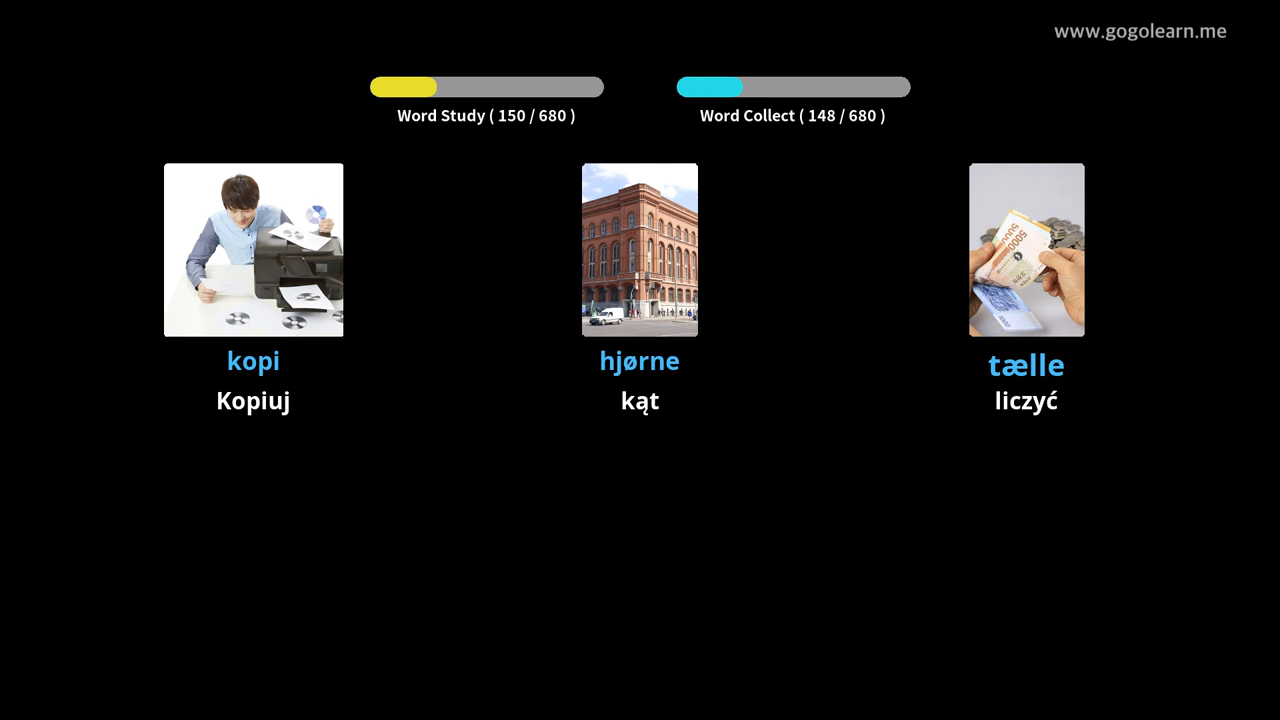 www.gogolearn.me
Word Study ( 150 / 680 )
Word Collect ( 148 / 680 )
kopi
hjørne
tælle
Kopiuj
kąt
liczyć